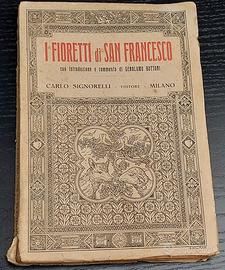 I FIORETTI di SAN FRANCESCO
con introduzione e commento di GEROLAMO BOTTONI
CARLO SIGNORELLI - EDITORE - MILANO